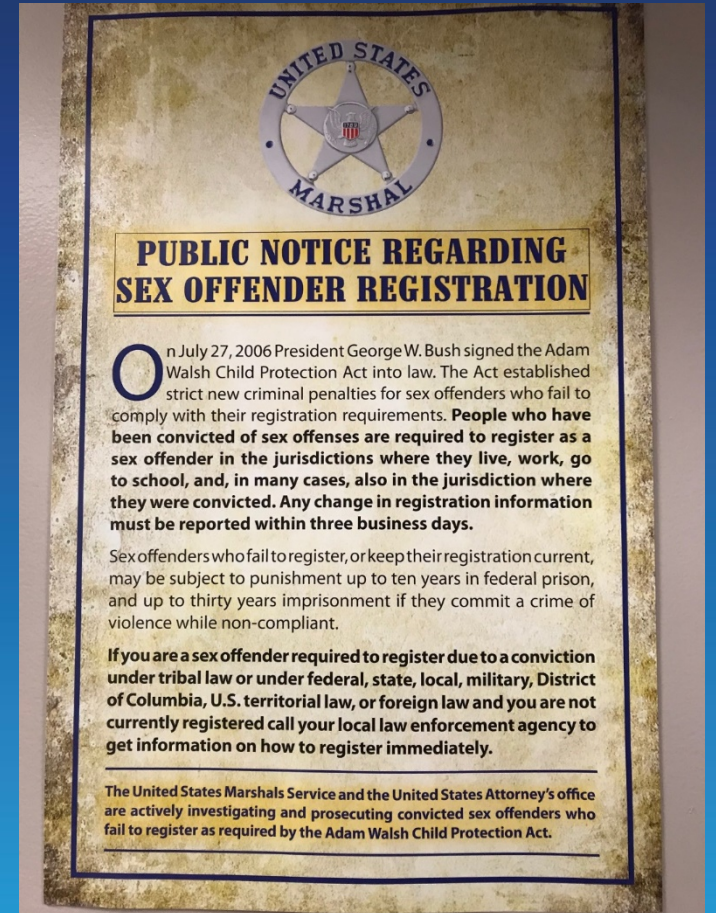 UNITED STATES
1789
MARSHAL
PUBLIC NOTICE REGARDING
SEX OFFENDER REGISTRATION
On July 27, 2006 President George W. Bush signed the Adam
Walsh Child Protection Act into law. The Act established
strict new criminal penalties for sex offenders who fail to
comply with their registration requirements. People who have
been convicted of sex offenses are required to register as a
sex offender in the jurisdictions where they live, work, go
to school, and, in many cases, also in the jurisdiction where
they were convicted. Any change in registration information
must be reported within three business days.
Sex offenders who fail to register, or keep their registration current,
may be subject to punishment up to ten years in federal prison,
and up to thirty years imprisonment if they commit a crime of
violence while non-compliant.
If you are a sex offender required to register due to a conviction
under tribal law or under federal, state, local, military, District
of Columbia, U.S. territorial law, or foreign law and you are not
currently registered call your local law enforcement agency to
get information on how to register immediately.
The United States Marshals Service and the United States Attorney's office
are actively investigating and prosecuting convicted sex offenders who
fail to register as required by the Adam Walsh Child Protection Act.